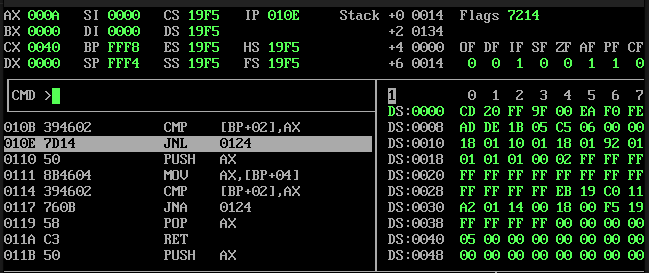 AX 000A SI 0000 CS 19F5 IP 010E Stack +0 0014 Flags 7214
BX 0000 DI 0000 DS 19F5 +2 0134
CX 0040 BP FFF8 ES 19F5 HS 19F5 +4 0000 OF DF IF SF ZF AF PF CF
DX 0000 SP FFF4 SS 19F5 FS 19F5 +6 0014 0 0 1 0 0 1 1 0
CMD > 1 0 1 2 3 4 5 6 7
DS:0000 CD 20 FF 9F 00 EA F0 FE
010B 394602 CMP [BP+02],AX DS:0008 AD DE 1B 05 C5 06 00 00
010E 7D14 JNL 0124 DS:0010 18 01 10 01 18 01 92 01
0110 50 PUSH AX DS:0018 01 01 01 00 02 FF FF FF
0111 8B4604 MOV AX,[BP+04] DS:0020 FF FF FF FF FF FF FF FF
0114 394602 CMP [BP+02],AX DS:0028 FF FF FF FF EB 19 C0 11
0117 760B JNA 0124 DS:0030 A2 01 14 00 18 00 F5 19
0119 58 POP AX DS:0038 FF FF FF FF 00 00 00 00
011A C3 RET DS:0040 05 00 00 00 00 00 00 00
011B 50 PUSH AX DS:0048 00 00 00 00 00 00 00 00